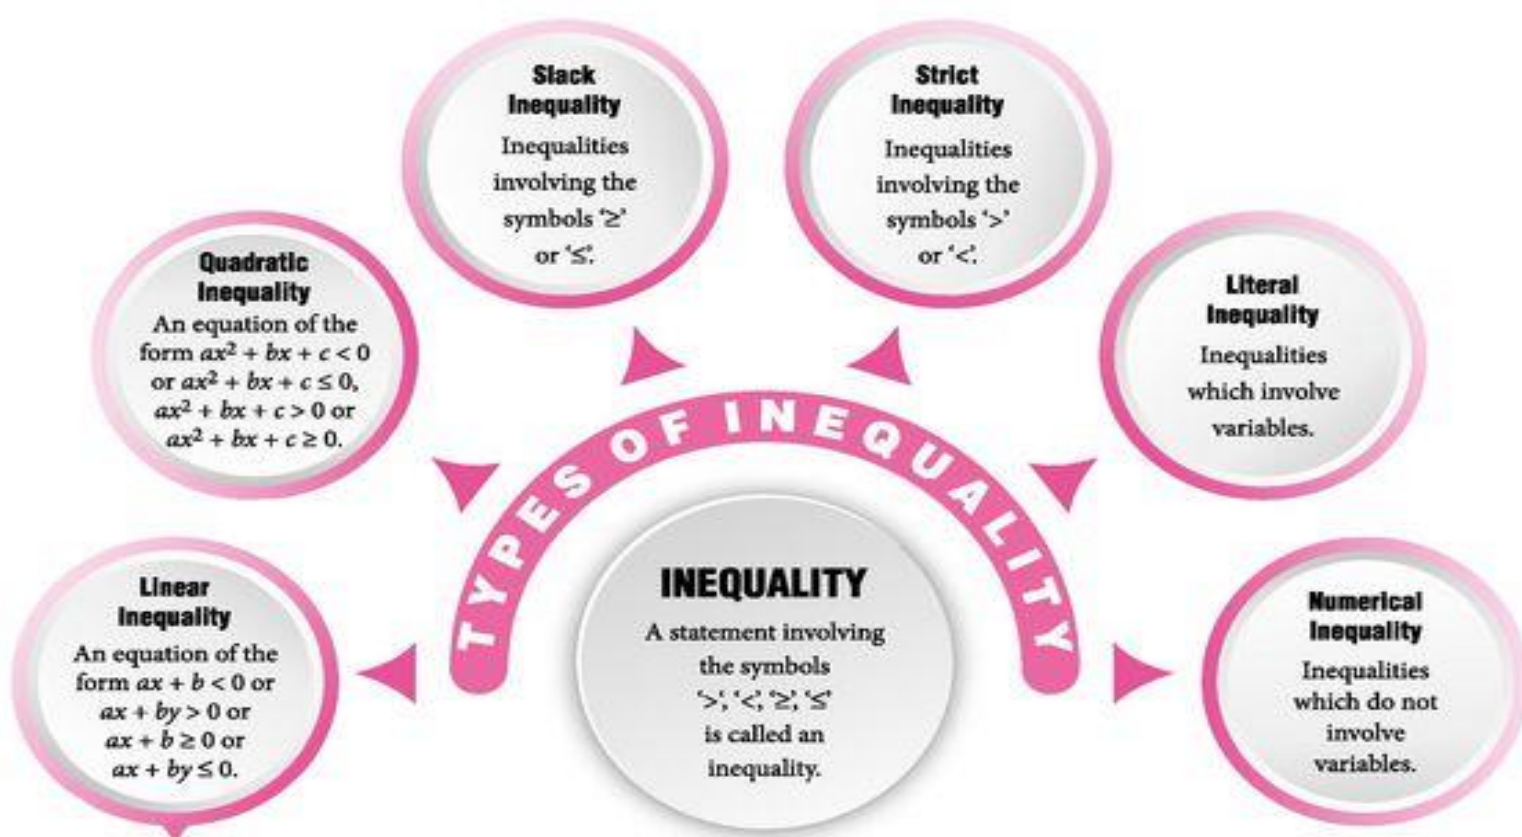 Slack
Inequality
Inequalities
involving the
symbols ‘≥’
or ‘≤’.
Strict
Inequality
Inequalities
involving the
symbols ‘>’
or ‘<’.
Quadratic
Inequality
An equation of the
form ax² + bx + c < 0
or ax² + bx + c ≤ 0,
ax² + bx + c > 0 or
ax² + bx + c ≥ 0.
Literal
Inequality
Inequalities
which involve
variables.
TYPES OF INEQUALITY
Linear
Inequality
An equation of the
form ax + b < 0 or
ax + by > 0 or
ax + b ≥ 0 or
ax + by ≤ 0.
INEQUALITY
A statement involving
the symbols
‘>’, ‘<’, ‘≥’, ‘≤’
is called an
inequality.
Numerical
Inequality
Inequalities
which do not
involve
variables.